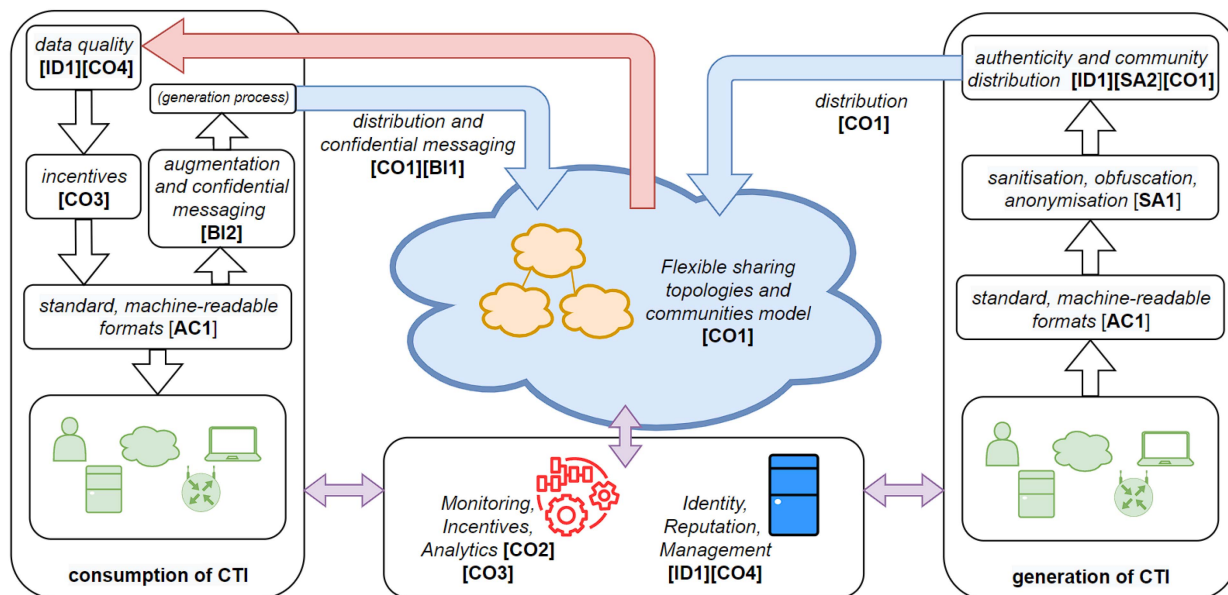 data quality
[ID1][CO4]
(generation process)
incentives
[CO3]
augmentation
and confidential
messaging
[BI2]
standard, machine-readable
formats [AC1]
consumption of CTI
distribution and
confidential messaging
[CO1][BI1]
distribution
[CO1]
Flexible sharing
topologies and
communities model
[CO1]
Monitoring,
Incentives,
Analytics [CO2]
[CO3]
Identity,
Reputation,
Management
[ID1][CO4]
authenticity and community
distribution [ID1][SA2][CO1]
sanitisation, obfuscation,
anonymisation [SA1]
standard, machine-readable
formats [AC1]
generation of CTI